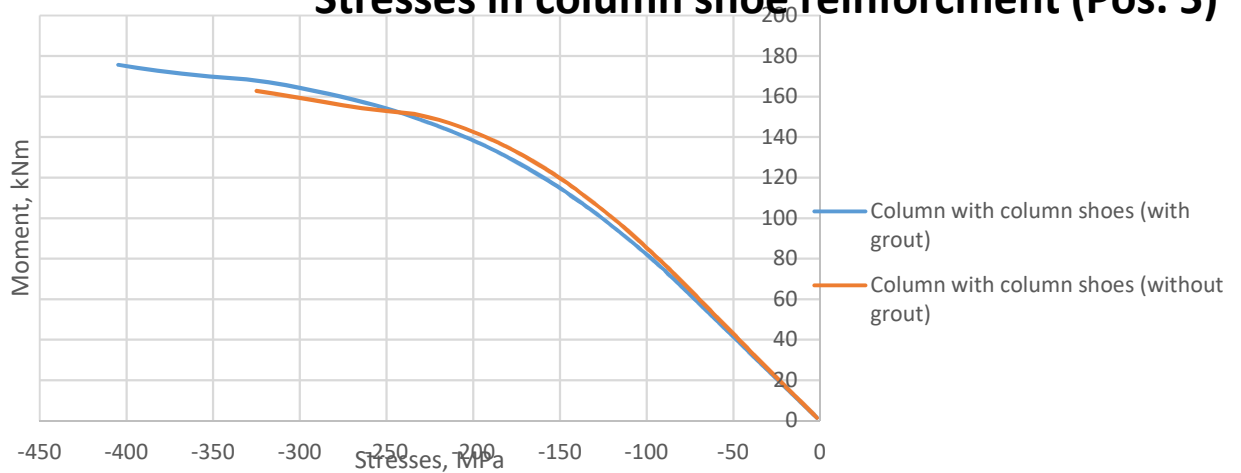 Stresses in column shoe reinforcment (Pos. 5)
200
180
160
140
120
100
80
60
40
20
0
Moment, kNm
-450 -400 -350 -300 -250 -200 -150 -100 -50 0
Stresses, MPa
Column with column shoes (with
grout)
Column with column shoes (without
grout)